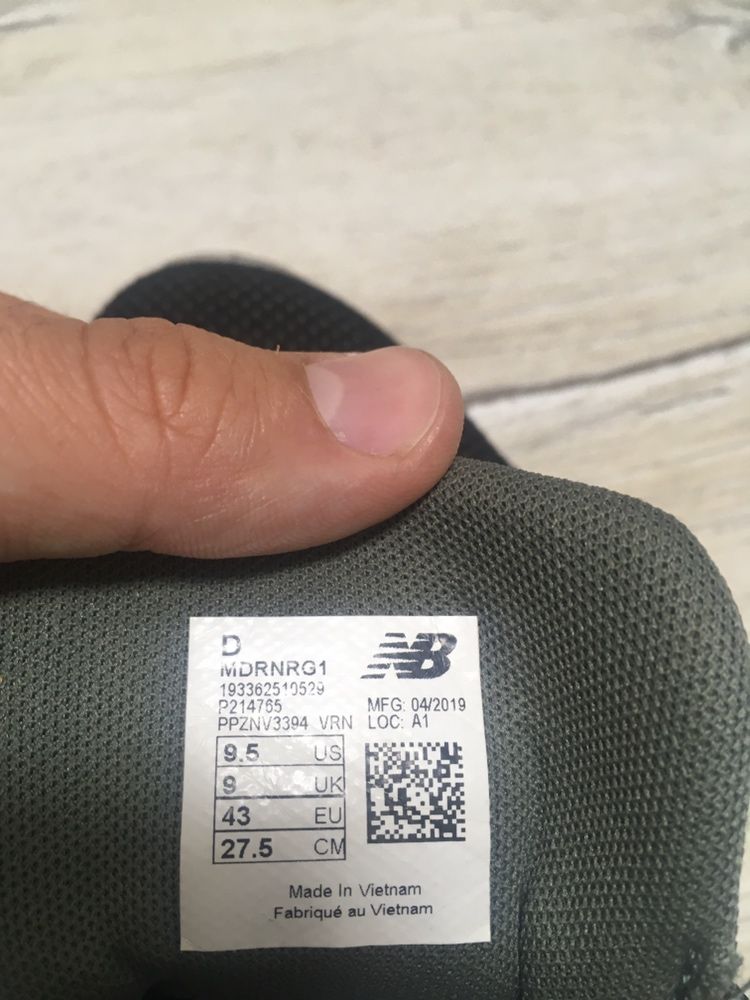 D
NB
MDRNRG1
193362510529
P214765
MFG: 04/2019
PPZNV3394 VRN
LOC: A1
9.5 US
9 UK
43 EU
27.5 CM
Made In Vietnam
Fabriqué au Vietnam